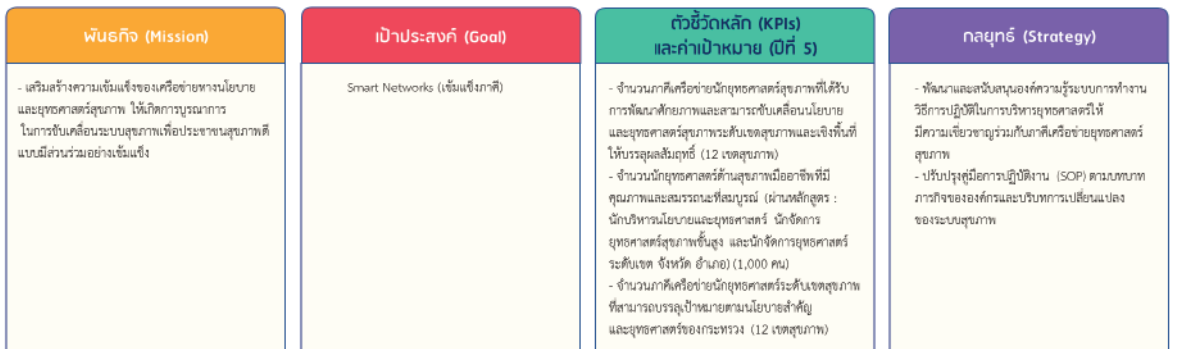 พันธกิจ (Mission)
- เสริมสร้างความเข้มแข็งของเครือข่ายทางนโยบาย
และยุทธศาสตร์สุขภาพ ให้เกิดการบูรณาการ
ในการขับเคลื่อนระบบสุขภาพเพื่อประชาชนสุขภาพดี
แบบมีส่วนร่วมอย่างเข้มแข็ง
เป้าประสงค์ (Goal)
Smart Networks (เข้มแข็งภาคี)
ตัวชี้วัดหลัก (KPIs)
และค่าเป้าหมาย (ปีที่ 5)
- จำนวนภาคีเครือข่ายนักยุทธศาสตร์สุขภาพที่ได้รับ
การพัฒนาศักยภาพและสามารถขับเคลื่อนนโยบาย
และยุทธศาสตร์สุขภาพระดับเขตสุขภาพและเชิงพื้นที่
ให้บรรลุผลสัมฤทธิ์ (12 เขตสุขภาพ)
- จำนวนนักยุทธศาสตร์ด้านสุขภาพมืออาชีพที่มี
คุณภาพและสมรรถนะที่สมบูรณ์ (ผ่านหลักสูตร :
นักบริหารนโยบายและยุทธศาสตร์ นักจัดการ
ยุทธศาสตร์สุขภาพชั้นสูง และนักจัดการยุทธศาสตร์
ระดับเขต จังหวัด อำเภอ) (1,000 คน)
- จำนวนภาคีเครือข่ายนักยุทธศาสตร์ระดับเขตสุขภาพ
ที่สามารถบรรลุเป้าหมายตามนโยบายสำคัญ
และยุทธศาสตร์ของกระทรวง (12 เขตสุขภาพ)
กลยุทธ์ (Strategy)
- พัฒนาและสนับสนุนองค์ความรู้ระบบการทำงาน
วิธีการปฏิบัติในการบริหารยุทธศาสตร์ให้
มีความเชี่ยวชาญร่วมกับภาคีเครือข่ายยุทธศาสตร์
สุขภาพ
- ปรับปรุงคู่มือการปฏิบัติงาน (SOP) ตามบทบาท
ภารกิจขององค์กรและบริบทการเปลี่ยนแปลง
ของระบบสุขภาพ